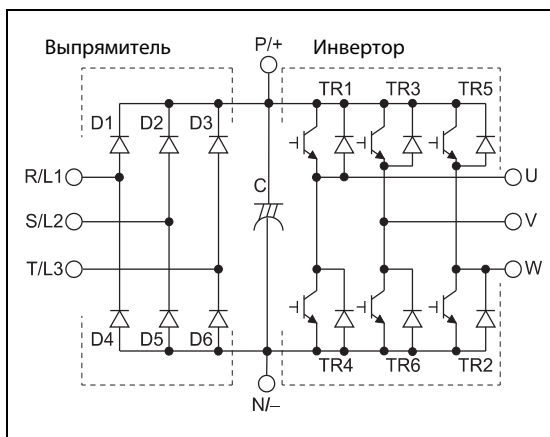 Выпрямитель
P/+
Инвертор
TR1
TR3
TR5
D1
D2
D3
R/L1
C
U
S/L2
V
T/L3
W
D4
D5
D6
TR4
TR6
TR2
N/–